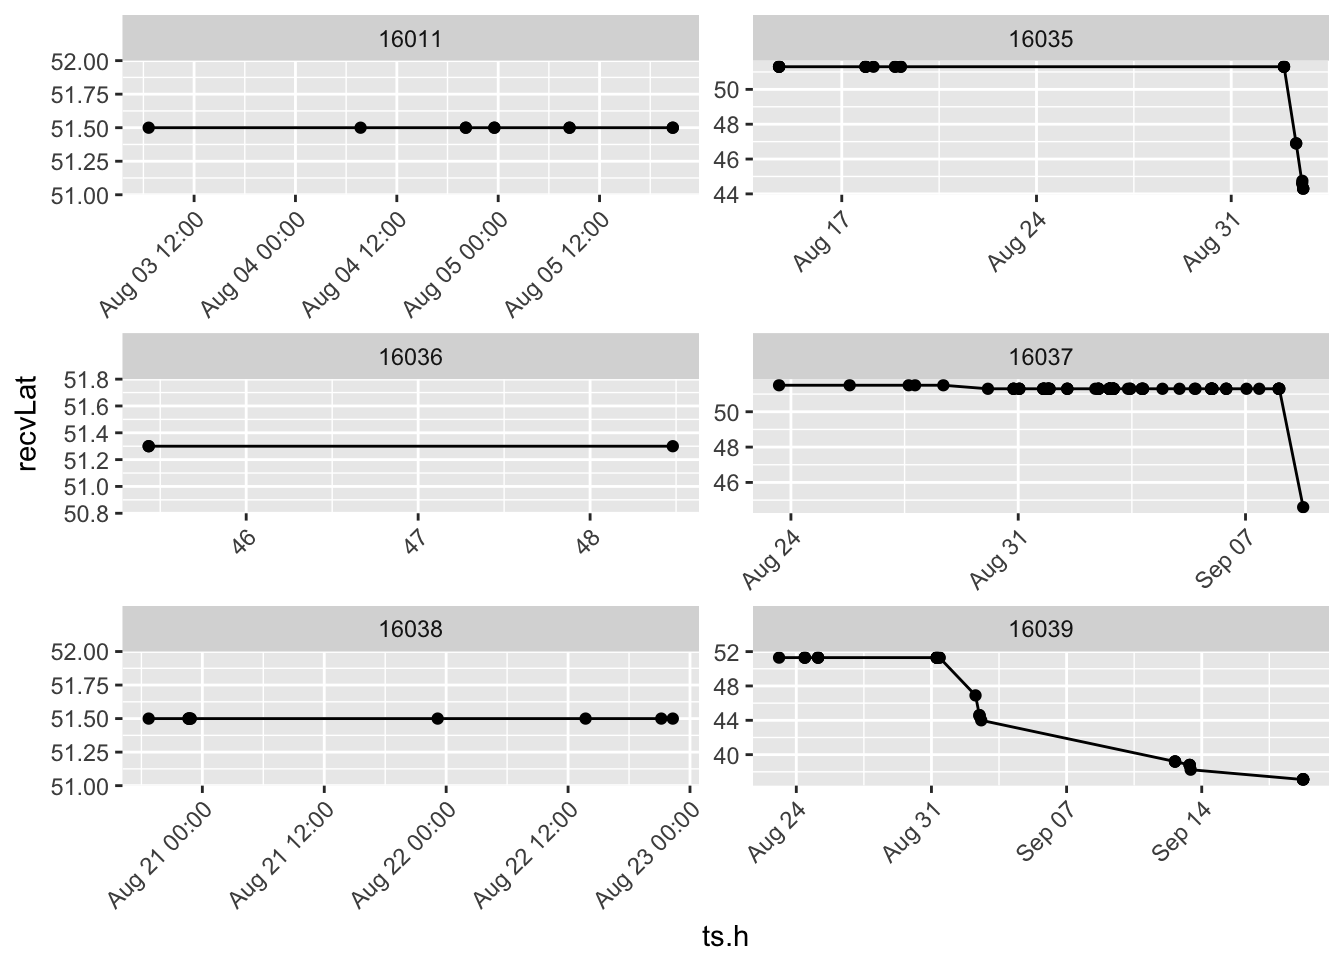 16011
52.00
51.75
51.50
51.25
51.00
Aug 03 12:00
Aug 04 00:00
Aug 04 12:00
Aug 05 00:00
Aug 05 12:00
16035
50
48
46
44
Aug 17
Aug 24
Aug 31
recvLat
16036
51.8
51.6
51.4
51.2
51.0
50.8
46
47
48
16037
50
48
46
Aug 24
Aug 31
Sep 07
16038
52.00
51.75
51.50
51.25
51.00
Aug 21 00:00
Aug 21 12:00
Aug 22 00:00
Aug 22 12:00
Aug 23 00:00
16039
52
48
44
40
Aug 24
Aug 31
Sep 07
Sep 14
ts.h